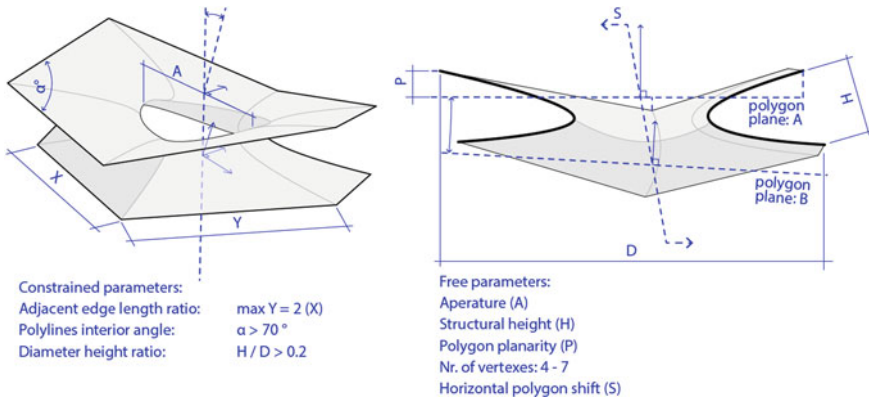 α°
A
X
Y
S
P
H
polygon
plane: A
polygon
plane: B
D
Constrained parameters:
Adjacent edge length ratio: max Y = 2 (X)
Polylines interior angle: α > 70 °
Diameter height ratio: H / D > 0.2
Free parameters:
Aperature (A)
Structural height (H)
Polygon planarity (P)
Nr. of vertexes: 4 - 7
Horizontal polygon shift (S)